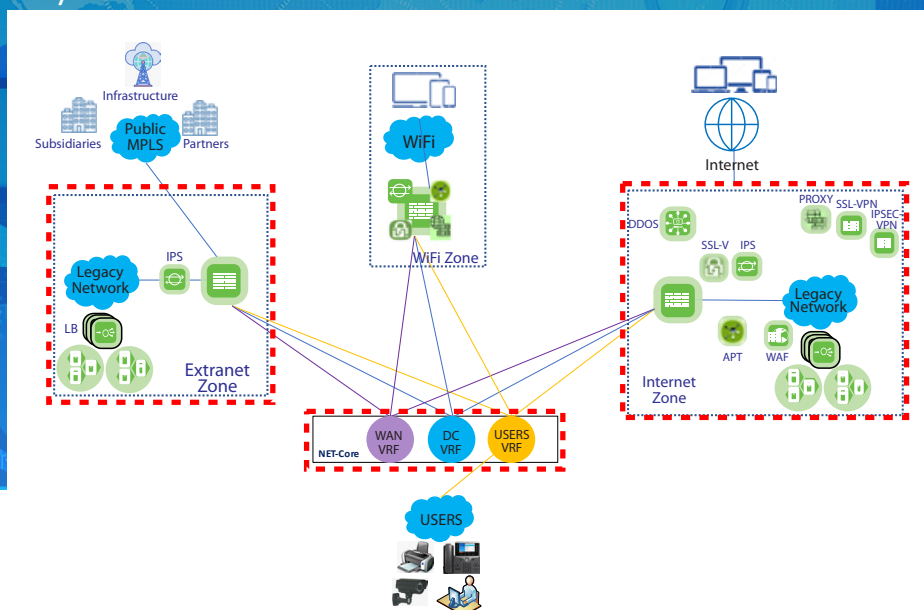 Infrastructure
Subsidiaries
Public
MPLS
Partners
WiFi
WiFi Zone
Internet
IPS
Legacy
Network
LB
Extranet
Zone
DDOS
PROXY
SSL-VPN
IPSEC-
VPN
SSL-V
IPS
Legacy
Network
APT
WAF
Internet
Zone
NET-Core
WAN
VRF
DC
VRF
USERS
VRF
USERS